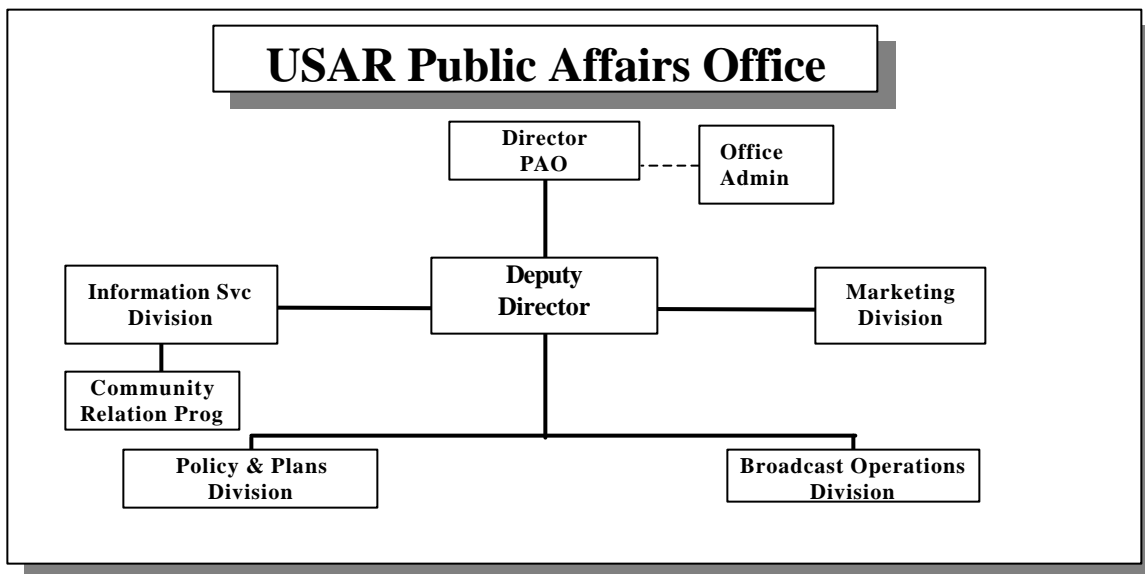 USAR Public Affairs Office
Director
PAO
Office
Admin
Deputy
Director
Information Svc
Division
Marketing
Division
Community
Relation Prog
Policy & Plans
Division
Broadcast Operations
Division